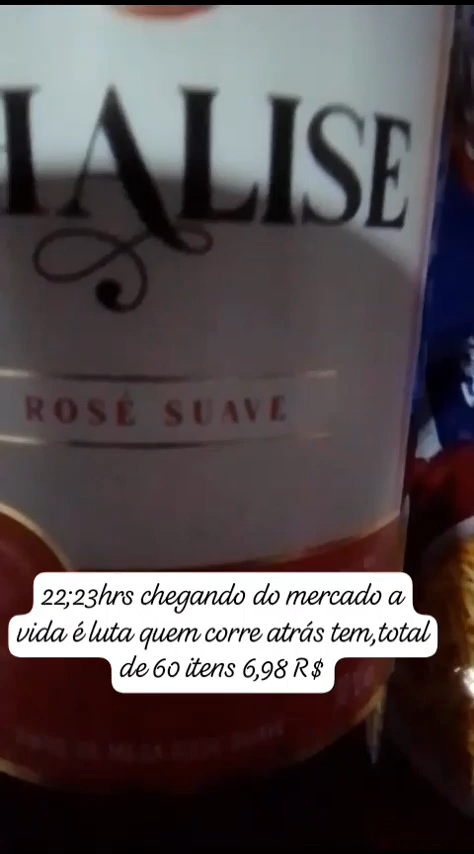 HALISE
ROSÉ SUAVE
22;23hrs chegando do mercado a
vida é luta quem corre atrás tem,total
de 60 itens 6,98 R$